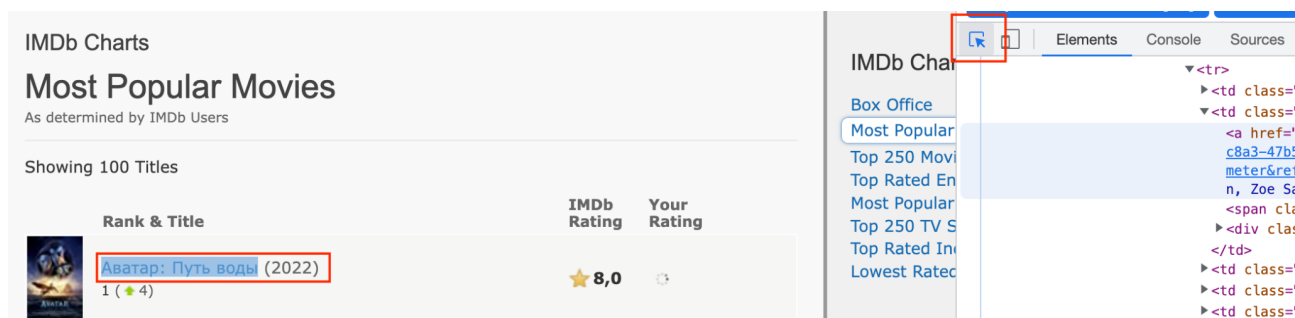 IMDb Charts
Most Popular Movies
As determined by IMDb Users
Showing 100 Titles
Rank & Title
IMDb Rating
Your Rating
Аватар: Путь воды (2022)
1 ( 4)
8,0
АВАТАР
IMDb Char
Box Office
Most Popular
Top 250 Movi
Top Rated En
Most Popular
Top 250 TV S
Top Rated In
Lowest Rated
Elements Console Sources
▼<tr>
▶<td class="
▼<td class="
<a href="
c8a3-47b5
meter&ref
n, Zoe Sa
<span cla
▶<div clas
</td>
▶<td class="
▶<td class="
▶<td class="